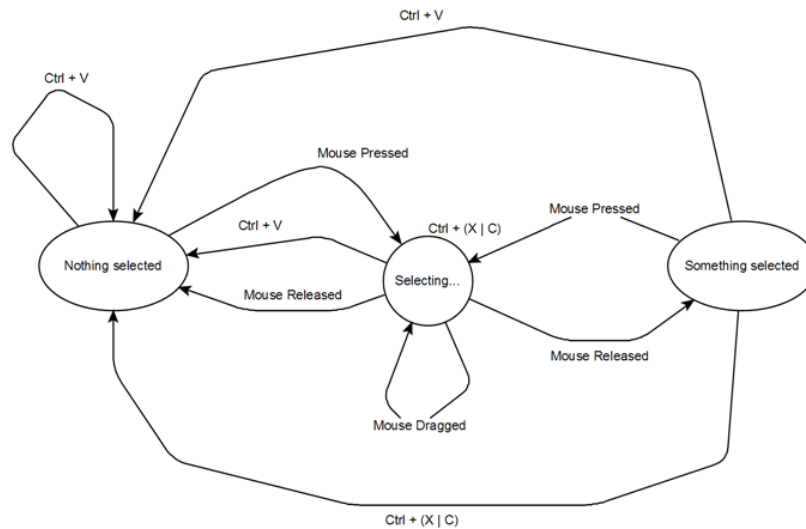 Ctrl + V
Ctrl + V
Mouse Pressed
Mouse Pressed
Ctrl + V
Ctrl + (X | C)
Nothing selected
Selecting...
Something selected
Mouse Released
Mouse Released
Mouse Dragged
Ctrl + (X | C)